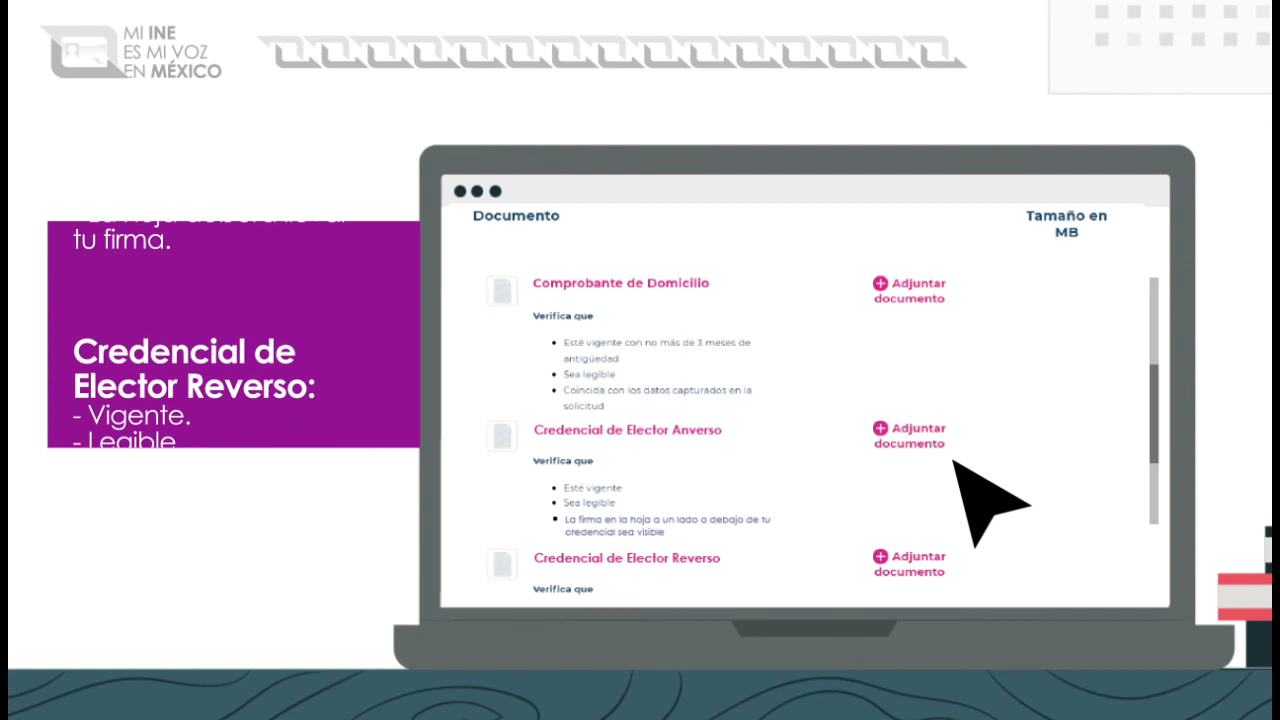 MI INE
ES MI VOZ
EN MÉXICO
tu firma.
Credencial de
Elector Reverso:
- Vigente.
- Legible
Documento
Tamaño en
MB
Comprobante de Domicilio
Adjuntar
documento
Verifica que
Esté vigente con no más de 3 meses de
antigüedad
Sea legible
Coincida con los datos capturados en la
solicitud
Credencial de Elector Anverso
Adjuntar
documento
Verifica que
Esté vigente
Sea legible
La firma en la hoja a un lado o debajo de tu
credencial sea visible
Credencial de Elector Reverso
Adjuntar
documento
Verifica que